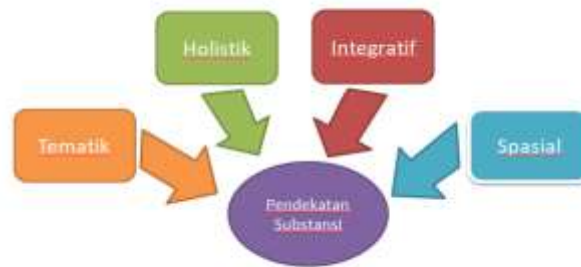 Holistik
Integratif
Tematik
Spasial
Pendekatan
Substansi